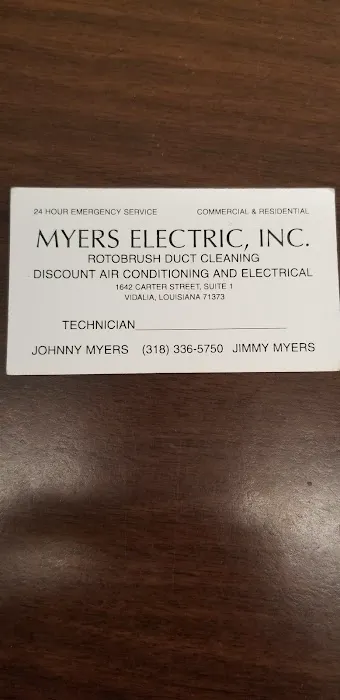 24 HOUR EMERGENCY SERVICE COMMERCIAL & RESIDENTIAL
MYERS ELECTRIC, INC.
ROTOBRUSH DUCT CLEANING
DISCOUNT AIR CONDITIONING AND ELECTRICAL
1642 CARTER STREET, SUITE 1
VIDALIA, LOUISIANA 71373
TECHNICIAN
JOHNNY MYERS (318) 336-5750 JIMMY MYERS